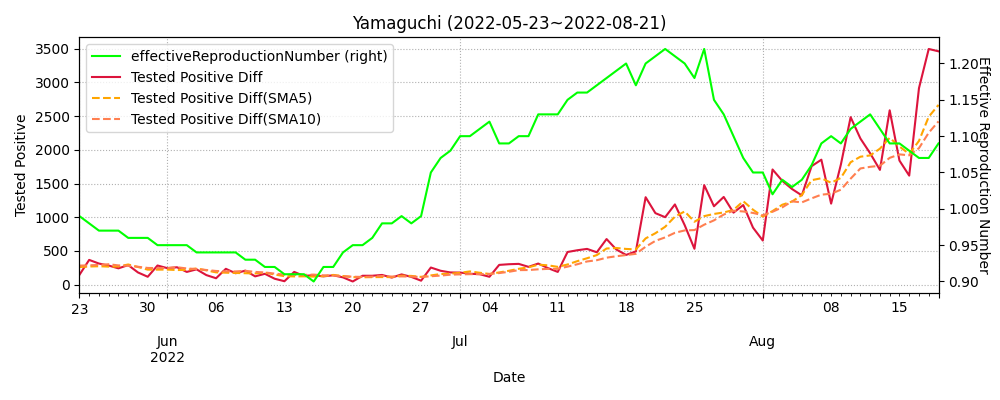 Yamaguchi (2022-05-23~2022-08-21)
effectiveReproductionNumber (right)
Tested Positive Diff
Tested Positive Diff(SMA5)
Tested Positive Diff(SMA10)
Tested Positive
3500
3000
2500
2000
1500
1000
500
0
Effective Reproduction Number
1.20
1.15
1.10
1.05
1.00
0.95
0.90
23 30 06 13 20 27 04 11 18 25 08 15
Jun Jul Aug
2022
Date